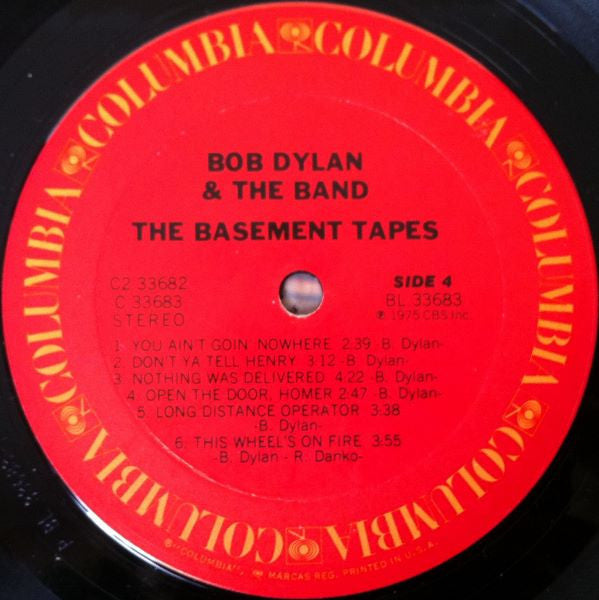 COLUMBIA COLUMBIA COLUMBIA COLUMBIA COLUMBIA COLUMBIA
BOB DYLAN
& THE BAND
THE BASEMENT TAPES
C2 33682
C 33683
STEREO
SIDE 4
BL 33683
℗ 1975 CBS Inc.
1. YOU AIN'T GOIN NOWHERE 2:39 -B. Dylan-
2. DON'T YA TELL HENRY 3:12 -B. Dylan-
3. NOTHING WAS DELIVERED 4:22 -B. Dylan-
4. OPEN THE DOOR, HOMER 2:47 -B. Dylan-
5. LONG DISTANCE OPERATOR 3:38
-B. Dylan-
6. THIS WHEEL'S ON FIRE 3:55
-B. Dylan - R. Danko-
® "COLUMBIA", MARCAS REG. PRINTED IN U.S.A.